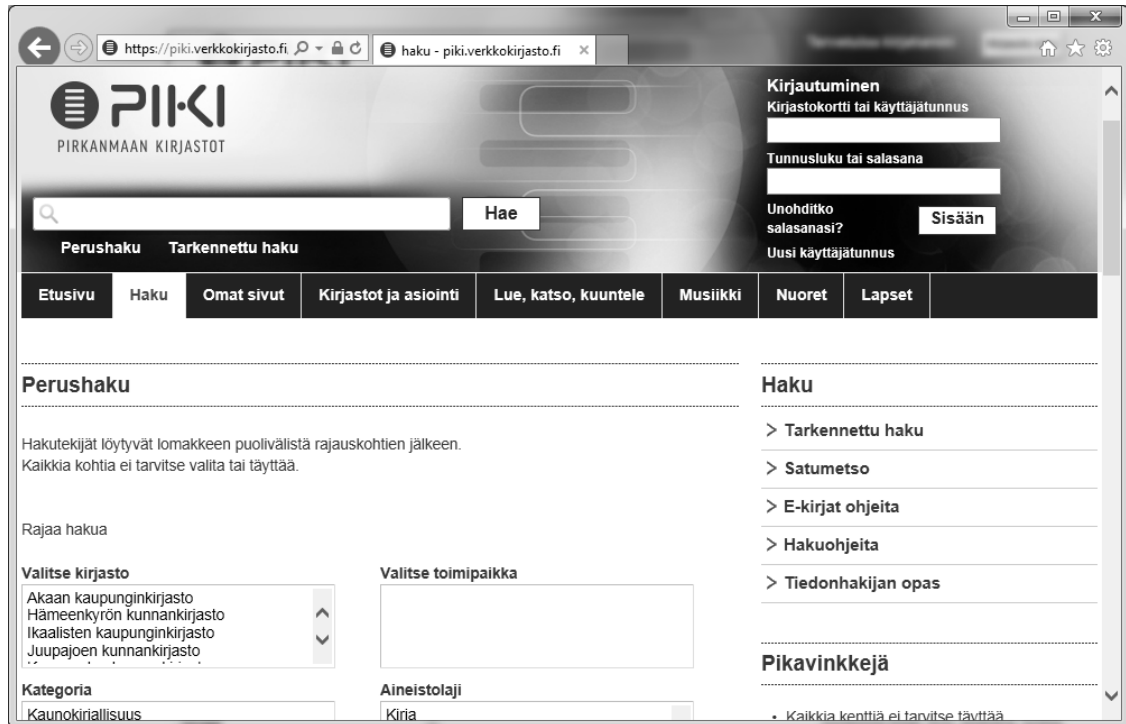 https://piki.verkkokirjasto.fi
haku - piki.verkkokirjasto.fi
PIKI
PIRKANMAAN KIRJASTOT
Kirjautuminen
Kirjastokortti tai käyttäjätunnus
Tunnusluku tai salasana
Unohditko
salasanasi?
Sisään
Uusi käyttäjätunnus
Hae
Perushaku Tarkennettu haku
Etusivu Haku Omat sivut Kirjastot ja asiointi Lue, katso, kuuntele Musiikki Nuoret Lapset
Perushaku
Hakutekijät löytyvät lomakkeen puolivälistä rajauskohtien jälkeen.
Kaikkia kohtia ei tarvitse valita tai täyttää.
Rajaa hakua
Valitse kirjasto
Akaan kaupunginkirjasto
Hämeenkyrön kunnankirjasto
Ikaalisten kaupunginkirjasto
Juupajoen kunnankirjasto
Valitse toimipaikka
Kategoria
Kaunokirjallisuus
Aineistolaji
Kirja
Haku
> Tarkennettu haku
> Satumetso
> E-kirjat ohjeita
> Hakuohjeita
> Tiedonhakijan opas
Pikavinkkejä
• Kaikkia kenttiä ei tarvitse täyttää